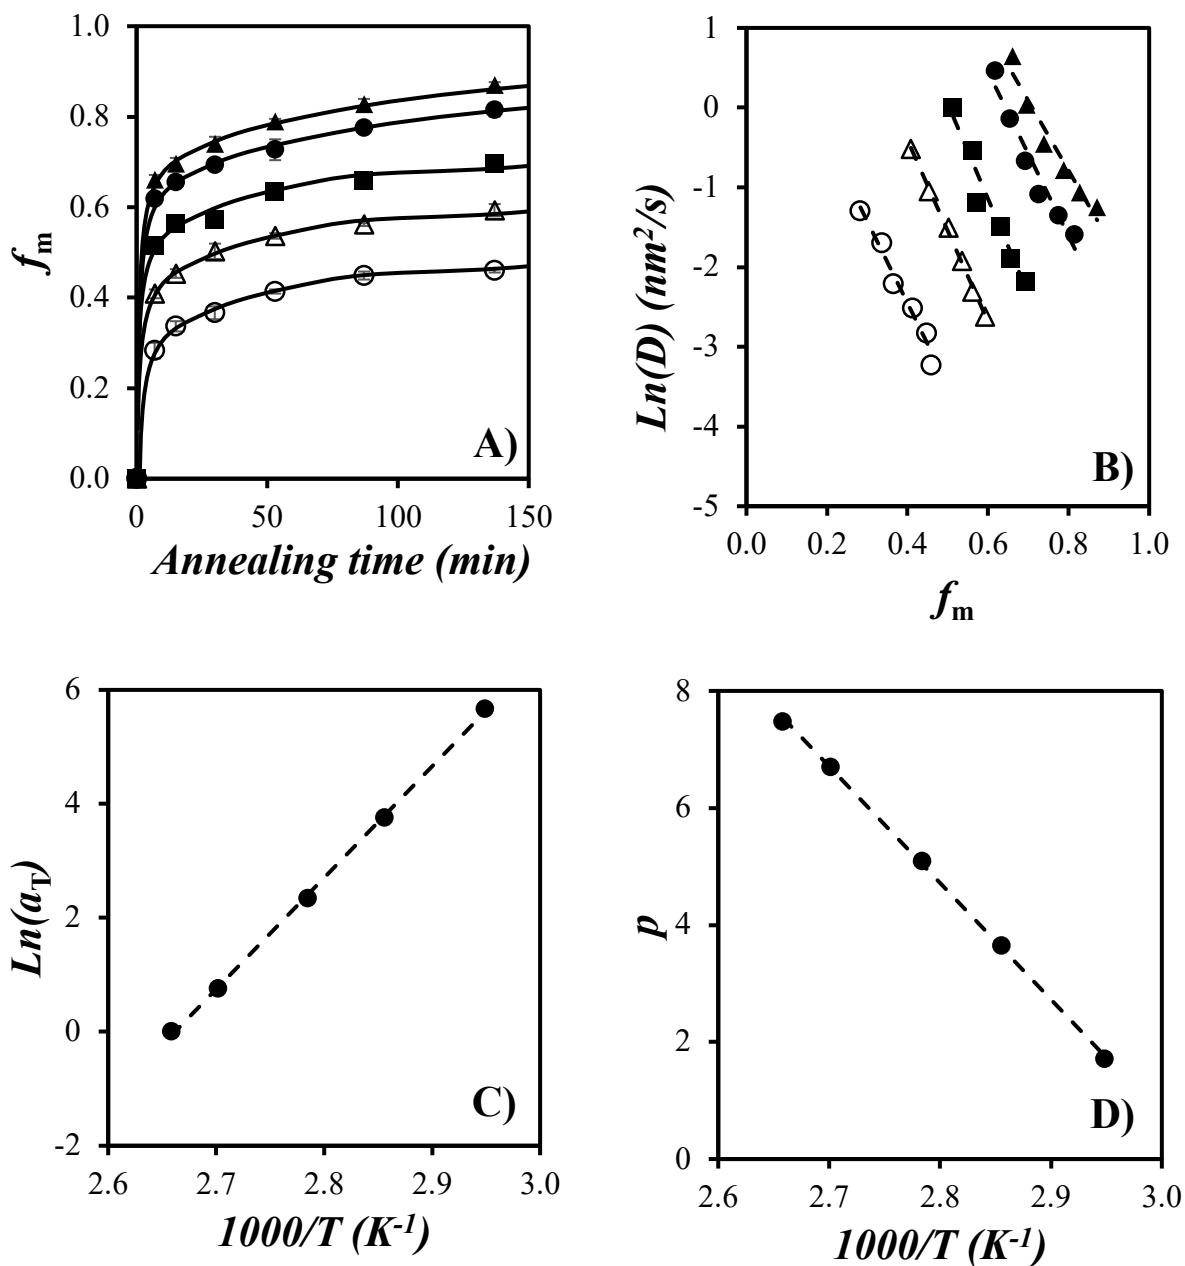 1.0
0.8
0.6
0.4
0.2
0.0
f_m
0 50 100 150
Annealing time (min)
A)
1
0
-1
-2
-3
-4
-5
Ln(D) (nm²/s)
0.0 0.2 0.4 0.6 0.8 1.0
f_m
B)
6
4
2
0
-2
Ln(a_T)
2.6 2.7 2.8 2.9 3.0
1000/T (K⁻¹)
C)
8
6
4
2
0
p
2.6 2.7 2.8 2.9 3.0
1000/T (K⁻¹)
D)